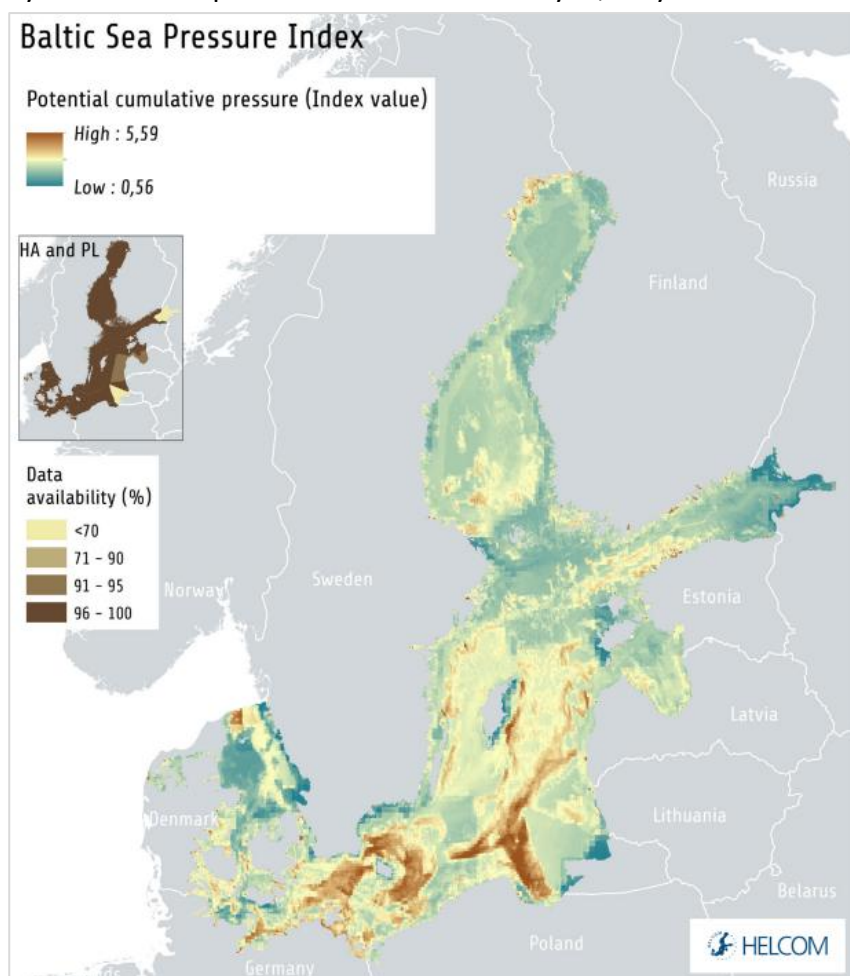 Baltic Sea Pressure Index
Potential cumulative pressure (Index value)
High : 5,59
Low : 0,56
HA and PL
Data
availability (%)
<70
71 - 90
91 - 95
96 - 100
Russia
Finland
Norway
Sweden
Estonia
Latvia
Denmark
Lithuania
Belarus
Poland
Germany
HELCOM